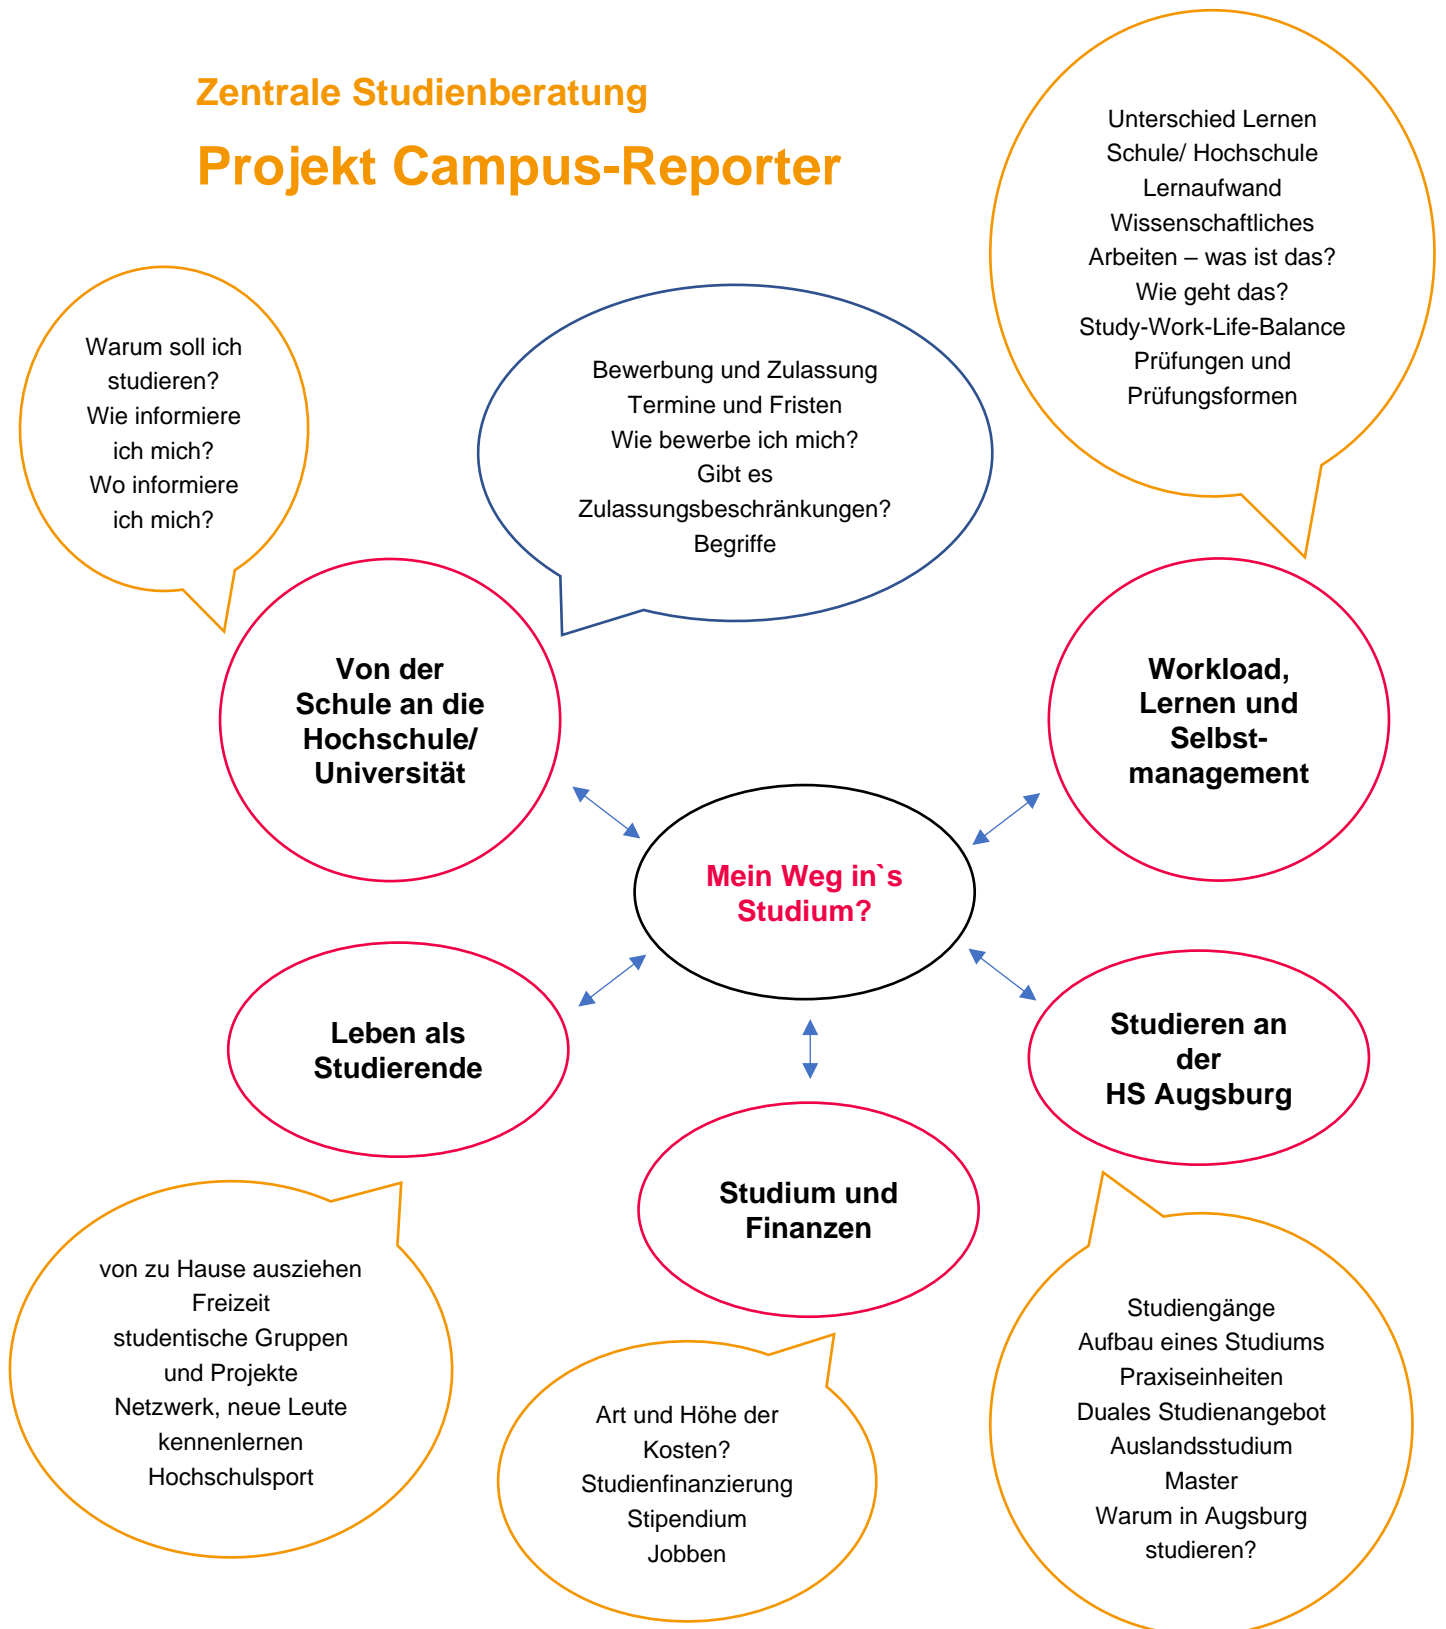 Zentrale Studienberatung
Projekt Campus-Reporter
Unterschied Lernen
Schule/ Hochschule
Lernaufwand
Wissenschaftliches
Arbeiten – was ist das?
Wie geht das?
Study-Work-Life-Balance
Prüfungen und
Prüfungsformen
Warum soll ich
studieren?
Wie informiere
ich mich?
Wo informiere
ich mich?
Bewerbung und Zulassung
Termine und Fristen
Wie bewerbe ich mich?
Gibt es
Zulassungsbeschränkungen?
Begriffe
Von der
Schule an die
Hochschule/
Universität
Workload,
Lernen und
Selbst-
management
Mein Weg in`s
Studium?
Leben als
Studierende
Studieren an
der
HS Augsburg
Studium und
Finanzen
von zu Hause ausziehen
Freizeit
studentische Gruppen
und Projekte
Netzwerk, neue Leute
kennenlernen
Hochschulsport
Art und Höhe der
Kosten?
Studienfinanzierung
Stipendium
Jobben
Studiengänge
Aufbau eines Studiums
Praxiseinheiten
Duales Studienangebot
Auslandsstudium
Master
Warum in Augsburg
studieren?